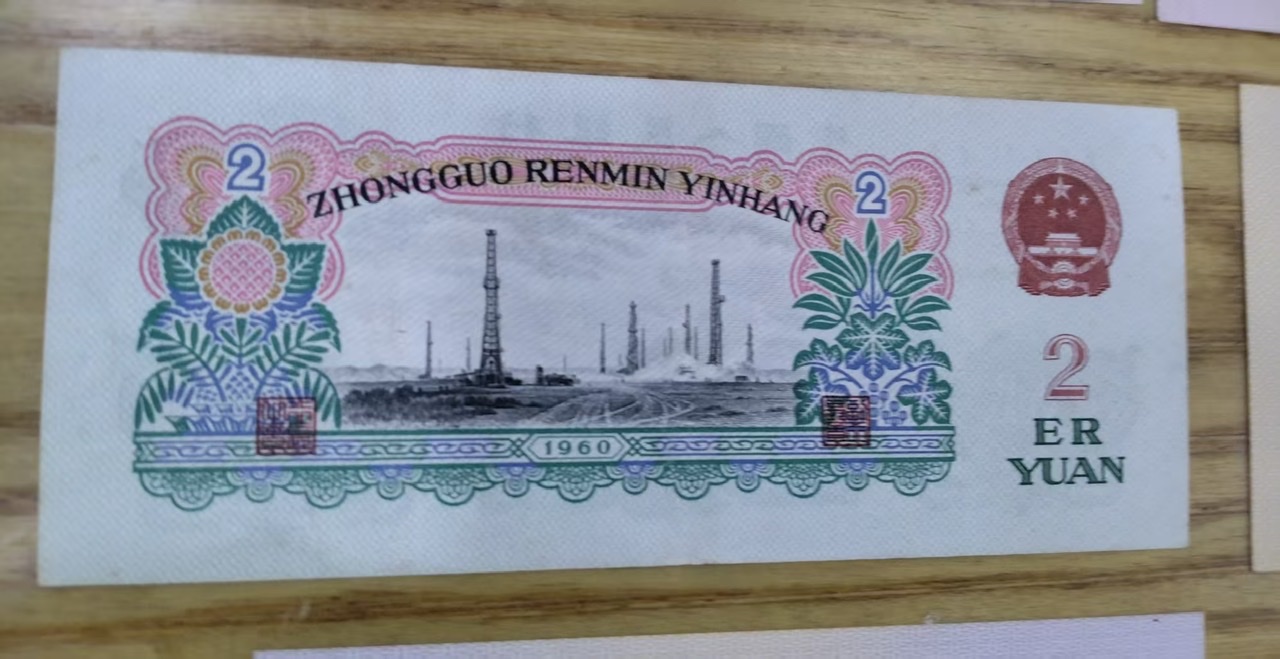 2
ZHONGGUO RENMIN YINHANG
2
1960
2
ER
YUAN